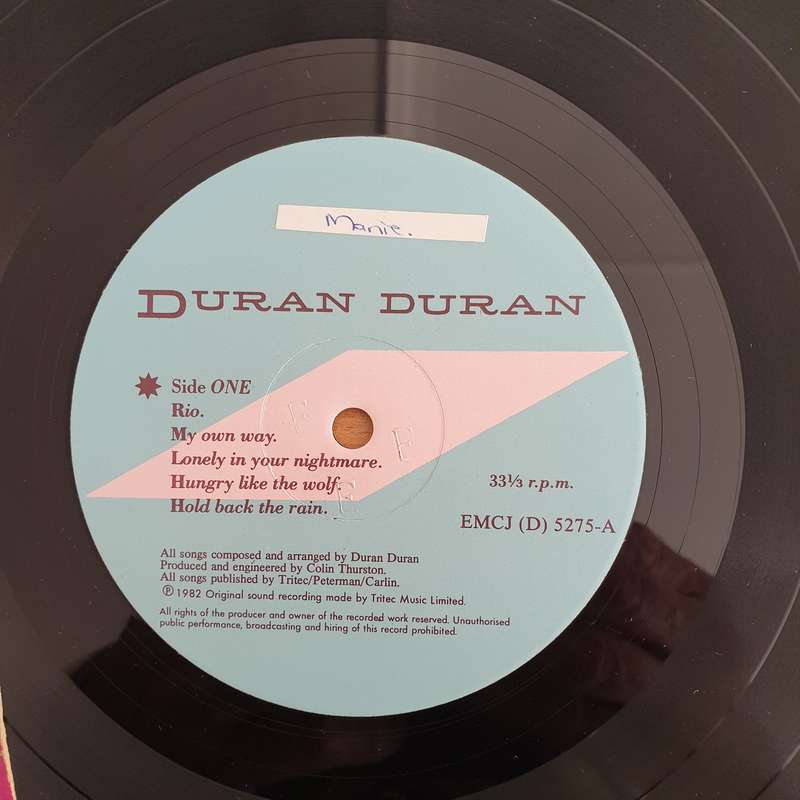 Manie.
DURAN DURAN
Side ONE
Rio.
My own way.
Lonely in your nightmare.
Hungry like the wolf.
Hold back the rain.
33⅓ r.p.m.
EMCJ (D) 5275-A
All songs composed and arranged by Duran Duran
Produced and engineered by Colin Thurston.
All songs published by Tritec/Peterman/Carlin.
℗ 1982 Original sound recording made by Tritec Music Limited.
All rights of the producer and owner of the recorded work reserved. Unauthorised
public performance, broadcasting and hiring of this record prohibited.